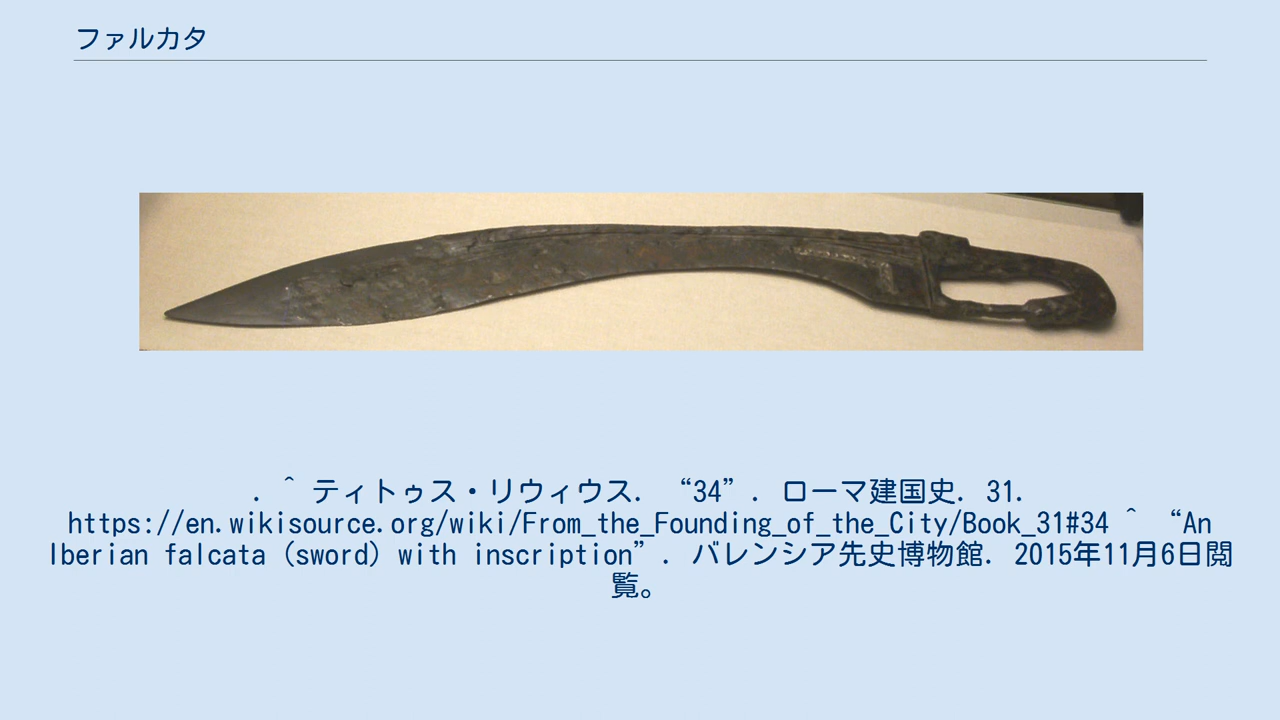 ファルカタ
. ^ ティトゥス・リウィウス. “34”. ローマ建国史. 31.
https://en.wikisource.org/wiki/From_the_Founding_of_the_City/Book_31#34 ^ “An
Iberian falcata (sword) with inscription”. バレンシア先史博物館. 2015年11月6日閲
覧。